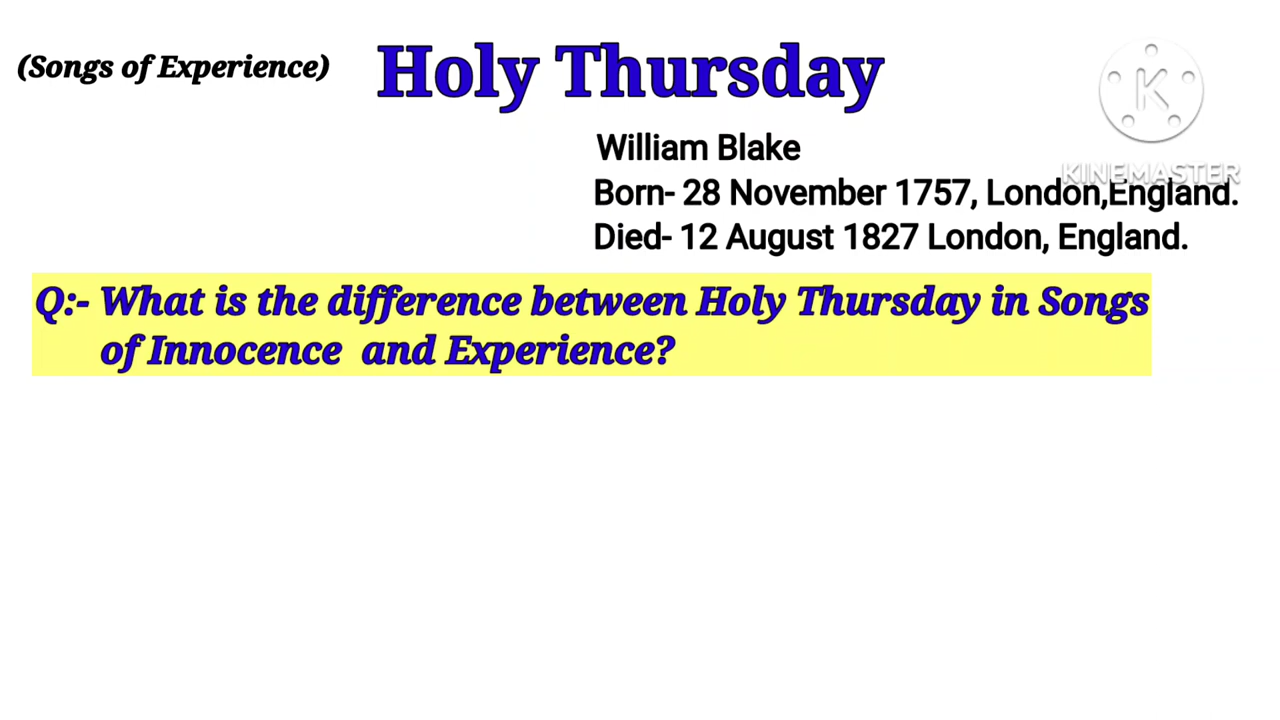 (Songs of Experience) Holy Thursday
William Blake
Born- 28 November 1757, London,England.
Died- 12 August 1827 London, England.
Q:- What is the difference between Holy Thursday in Songs
of Innocence and Experience?
K
KINEMASTER